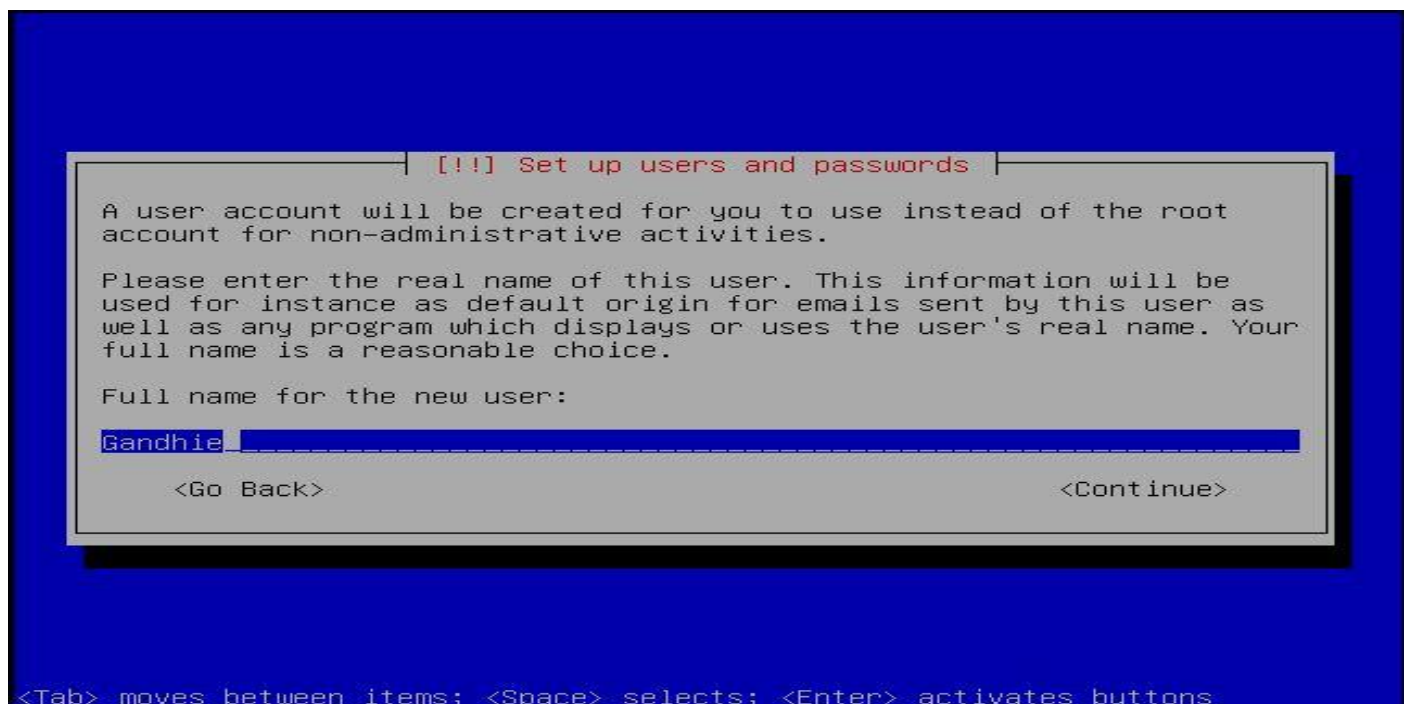 [!!] Set up users and passwords
A user account will be created for you to use instead of the root
account for non-administrative activities.
Please enter the real name of this user. This information will be
used for instance as default origin for emails sent by this user as
well as any program which displays or uses the user's real name. Your
full name is a reasonable choice.
Full name for the new user:
Gandhie
<Go Back> <Continue>
<Tab> moves between items; <Space> selects; <Enter> activates buttons